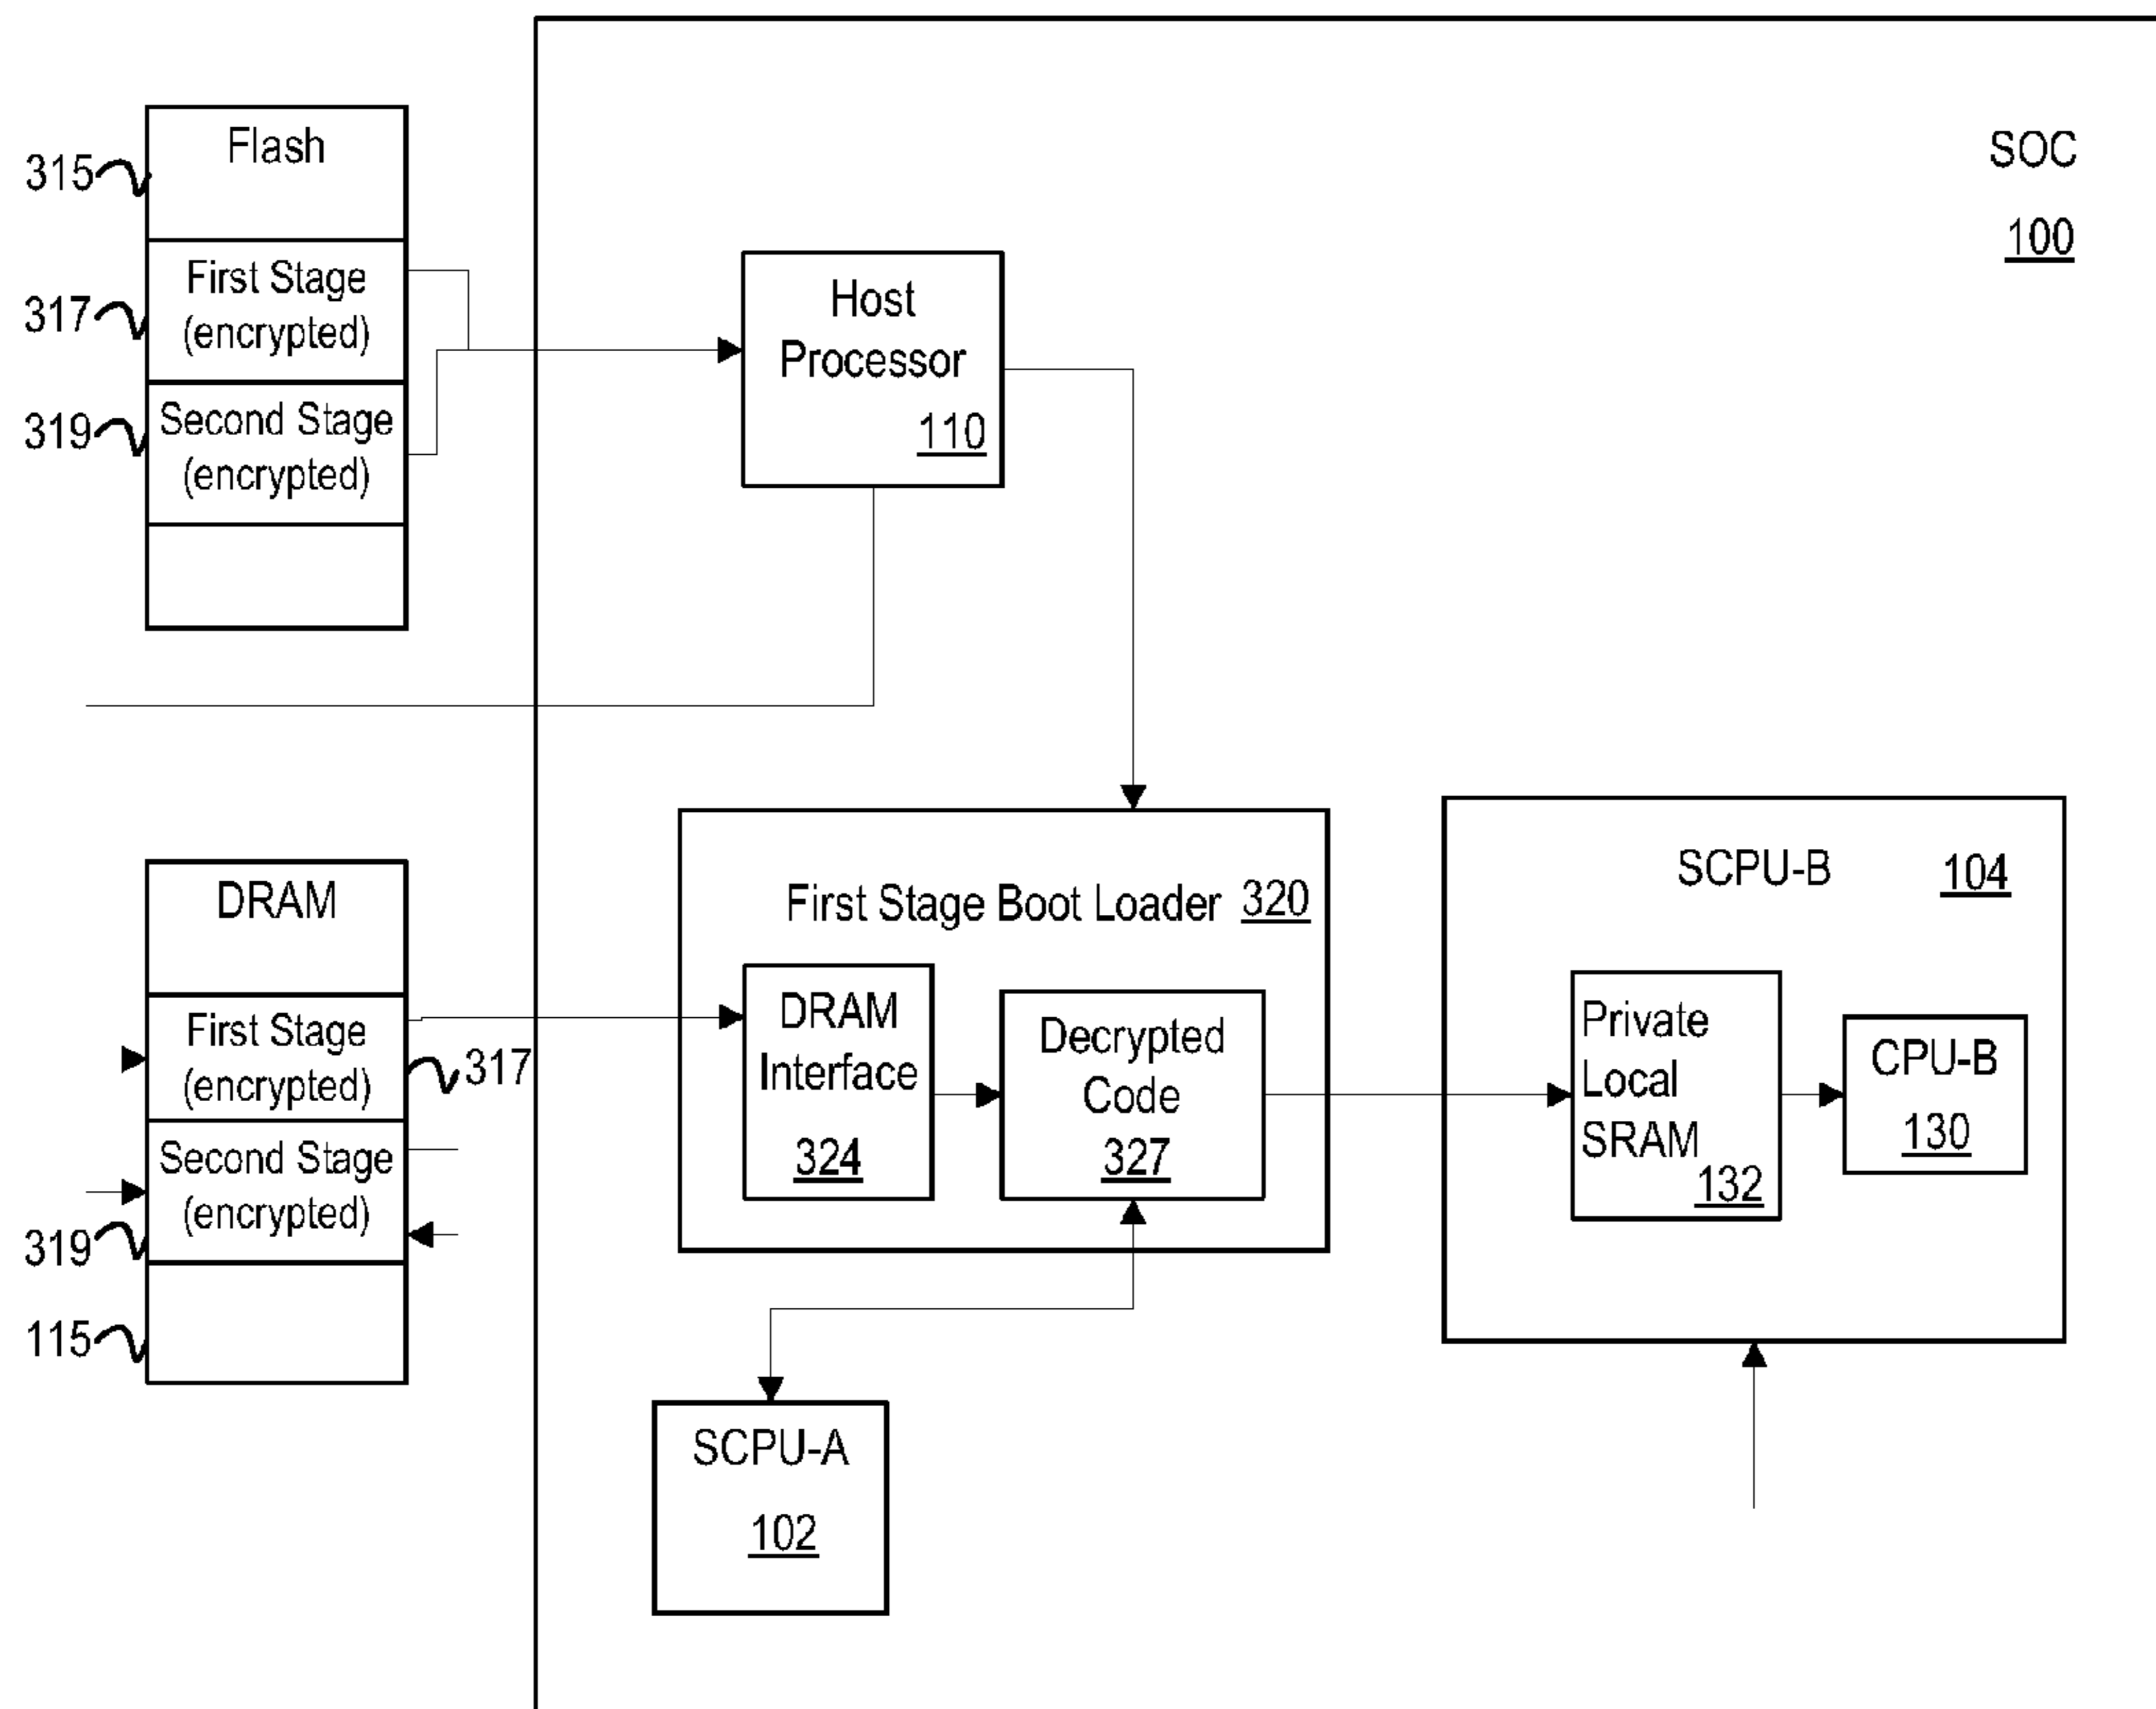 SOC
100
Flash
315
First Stage
(encrypted)
317
Second Stage
(encrypted)
319
Host
Processor
110
DRAM
First Stage
(encrypted)
317
Second Stage
(encrypted)
319
115
First Stage Boot Loader 320
DRAM
Interface
324
Decrypted
Code
327
SCPU-B 104
Private
Local
SRAM
132
CPU-B
130
SCPU-A
102